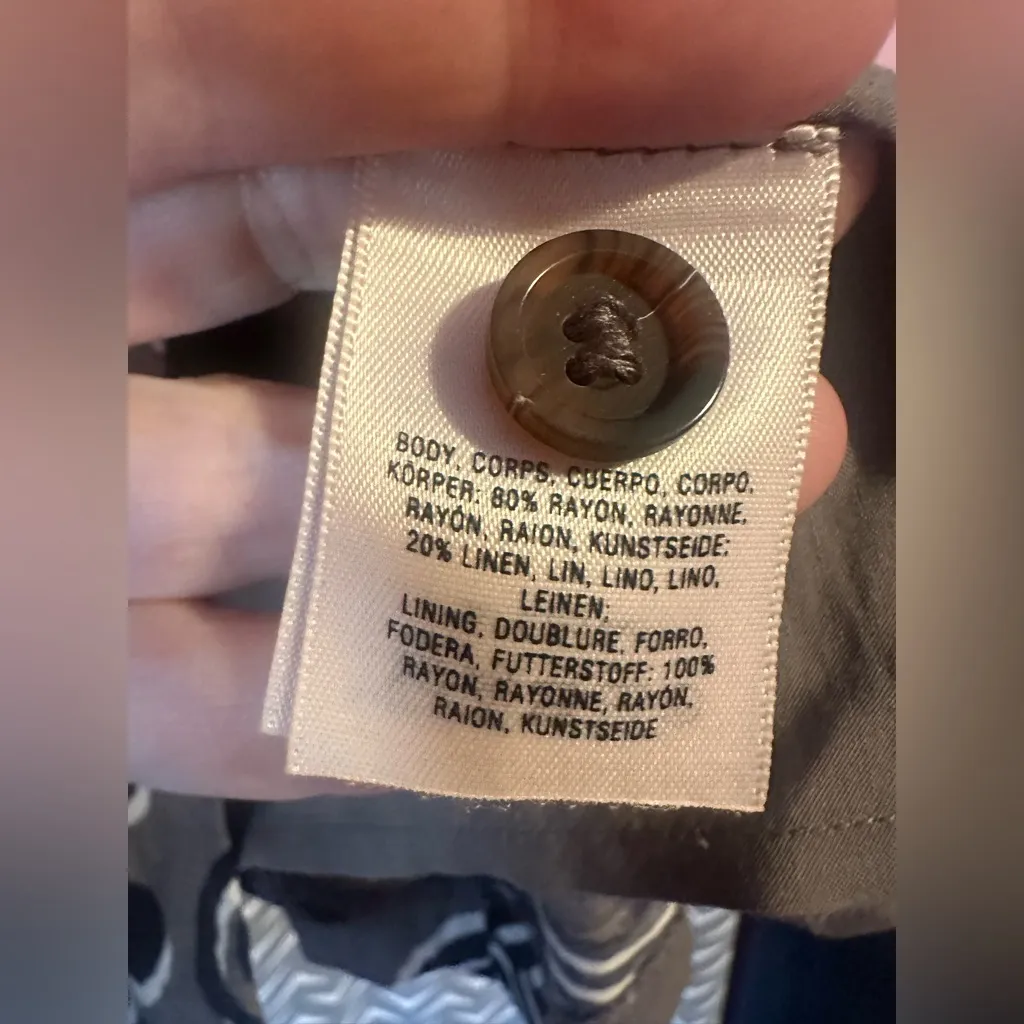 BODY, CORPS, CUERPO, CORPO,
KÖRPER: 80% RAYON, RAYONNE,
RAYÓN, RAION, KUNSTSEIDE;
20% LINEN, LIN, LINO, LINO,
LEINEN;
LINING, DOUBLURE, FORRO,
FODERA, FUTTERSTOFF: 100%
RAYON, RAYONNE, RAYÓN,
RAION, KUNSTSEIDE